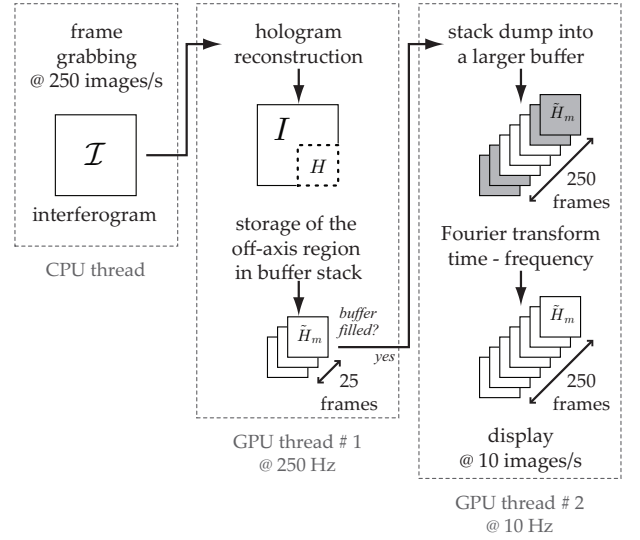 frame
grabbing
@ 250 images/s
ℐ
interferogram
CPU thread
hologram
reconstruction
I
H
storage of the
off-axis region
in buffer stack
H̃m
buffer
filled?
yes
25
frames
GPU thread # 1
@ 250 Hz
stack dump into
a larger buffer
H̃m
250
frames
Fourier transform
time - frequency
H̃m
250
frames
display
@ 10 images/s
GPU thread # 2
@ 10 Hz